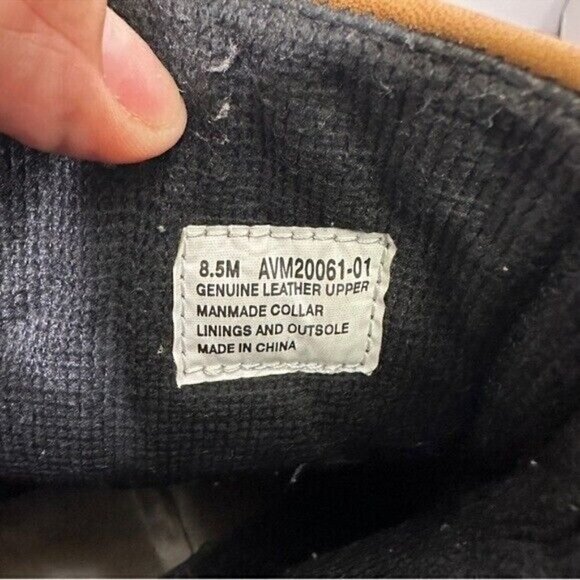 8.5M AVM20061-01
GENUINE LEATHER UPPER
MANMADE COLLAR
LININGS AND OUTSOLE
MADE IN CHINA